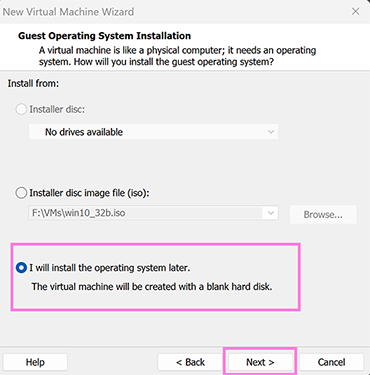 New Virtual Machine Wizard
Guest Operating System Installation
A virtual machine is like a physical computer; it needs an operating
system. How will you install the guest operating system?
Install from:
Installer disc:
No drives available
Installer disc image file (iso):
F:\VMs\win10_32b.iso
Browse...
I will install the operating system later.
The virtual machine will be created with a blank hard disk.
Help
< Back
Next >
Cancel